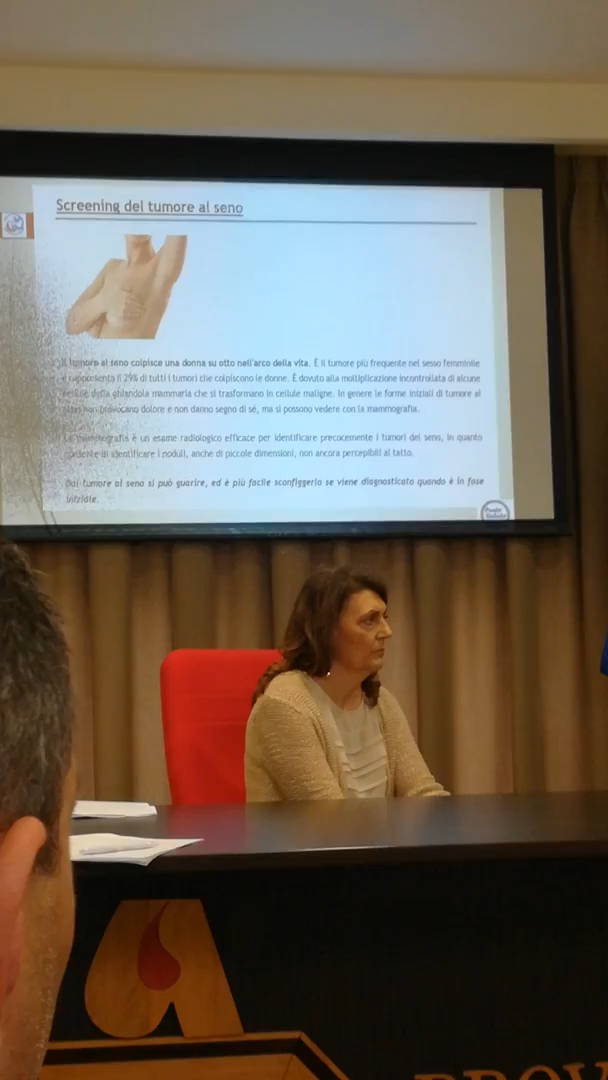 Screening del tumore al seno
Il tumore al seno colpisce una donna su otto nell'arco della vita. È il tumore più frequente nel sesso femminile
e rappresenta il 29% di tutti i tumori che colpiscono le donne. È dovuto alla moltiplicazione incontrollata di alcune
cellule della ghiandola mammaria che si trasformano in cellule maligne. In genere le forme iniziali di tumore al
seno non provocano dolore e non danno segno di sé, ma si possono vedere con la mammografia.
La mammografia è un esame radiologico efficace per identificare precocemente i tumori del seno, in quanto
consente di identificare i noduli, anche di piccole dimensioni, non ancora percepibili al tatto.
Dal tumore al seno si può guarire, ed è più facile sconfiggerlo se viene diagnosticato quando è in fase
iniziale.
PROV